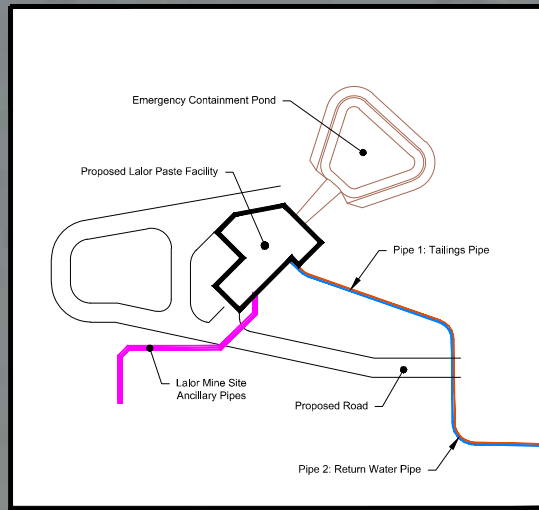 Emergency Containment Pond
Proposed Lalor Paste Facility
Pipe 1: Tailings Pipe
Lalor Mine Site
Ancillary Pipes
Proposed Road
Pipe 2: Return Water Pipe